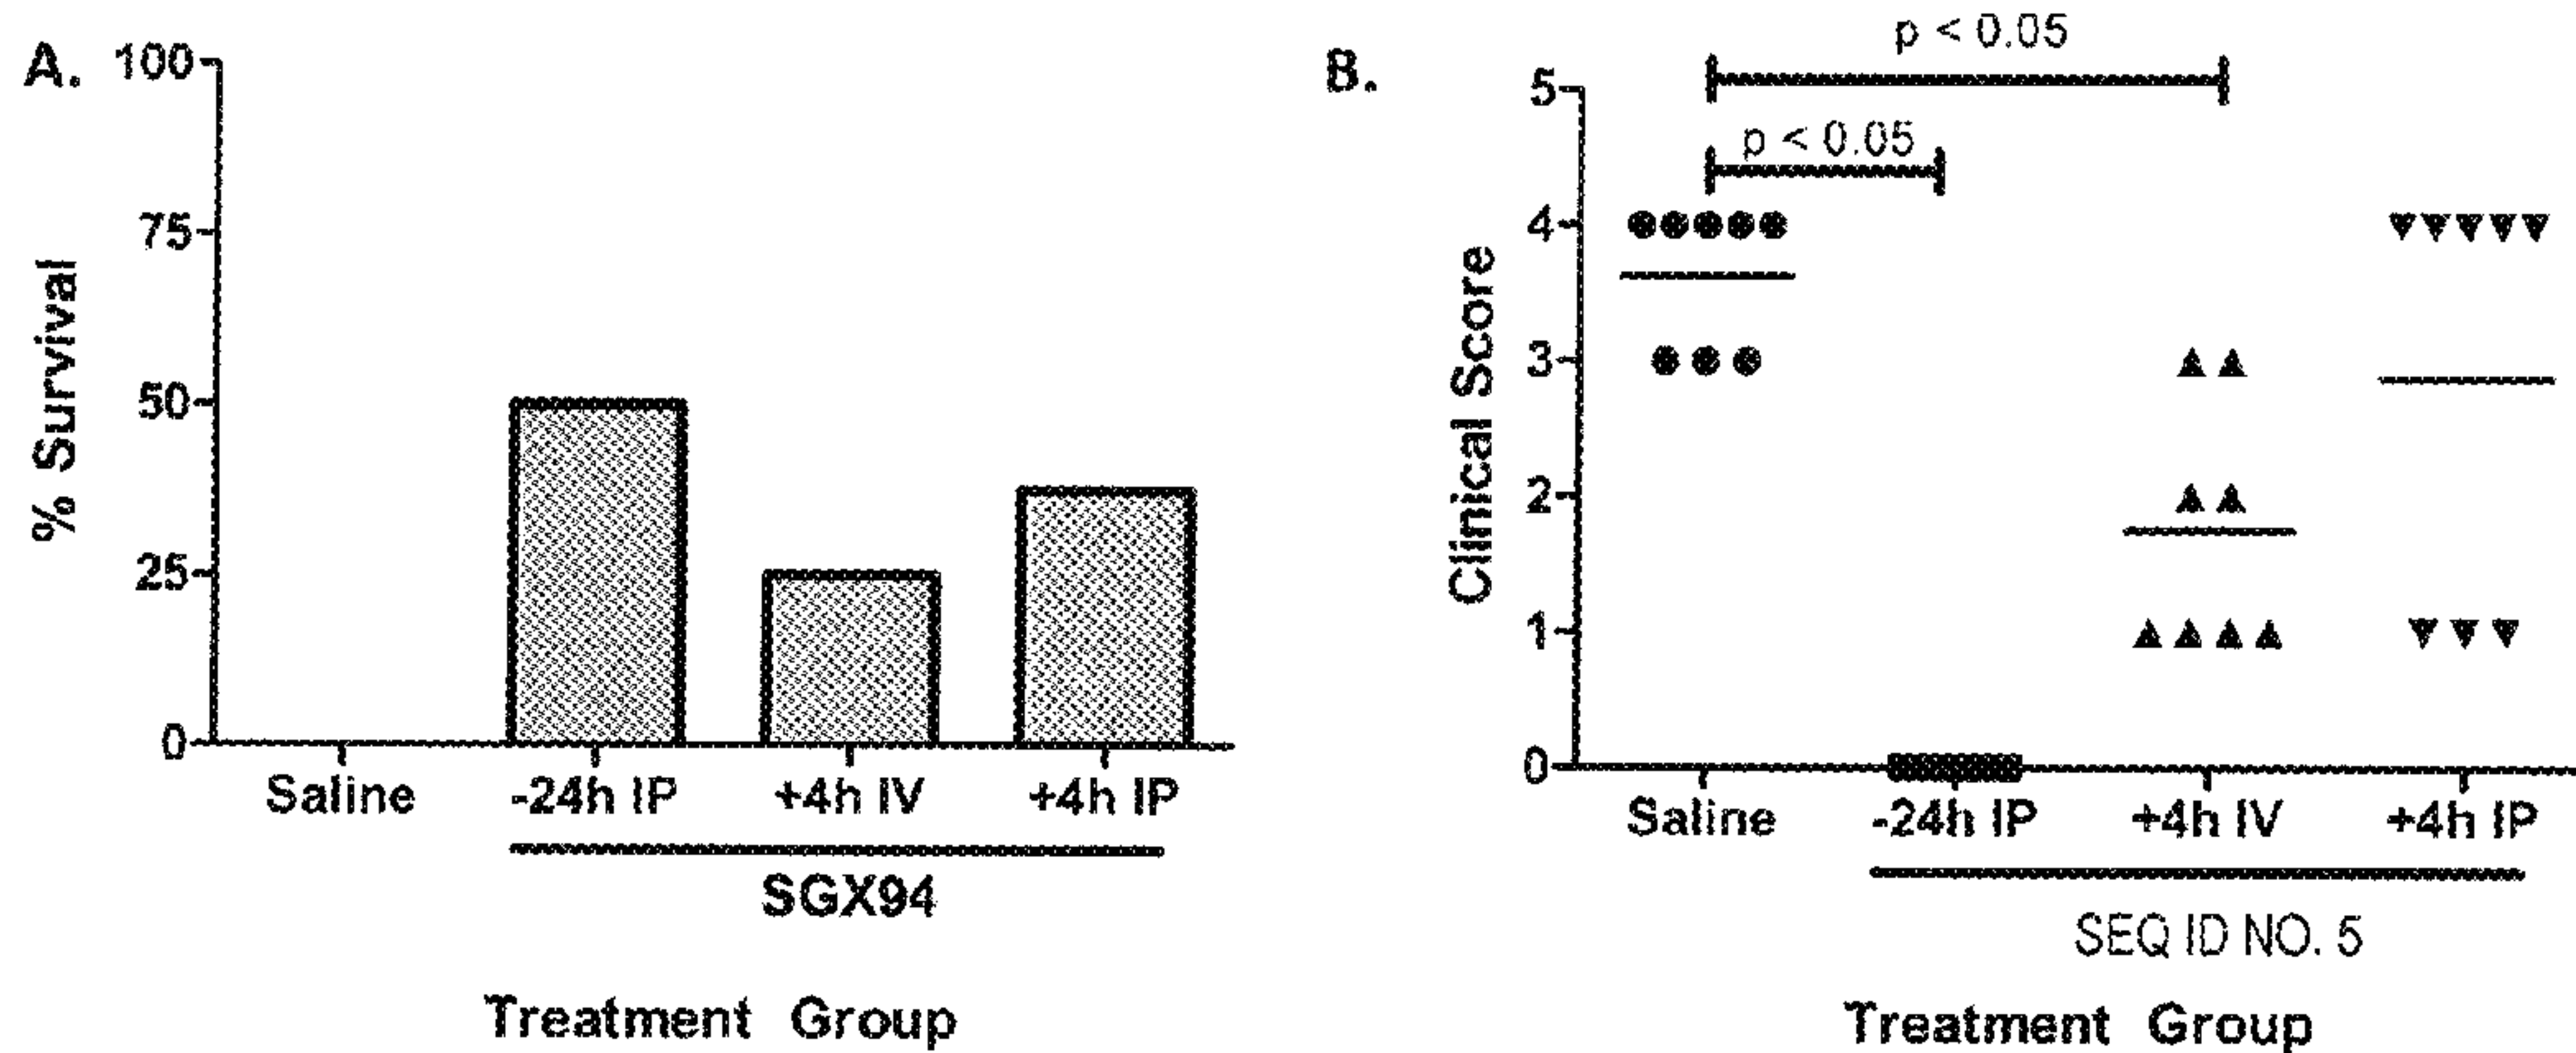 A.
100
75
50
25
0
% Survival
Saline
-24h IP
+4h IV
+4h IP
SGX94
Treatment Group
B.
p < 0.05
p < 0.05
5
4
3
2
1
0
Clinical Score
Saline
-24h IP
+4h IV
+4h IP
SEQ ID NO. 5
Treatment Group